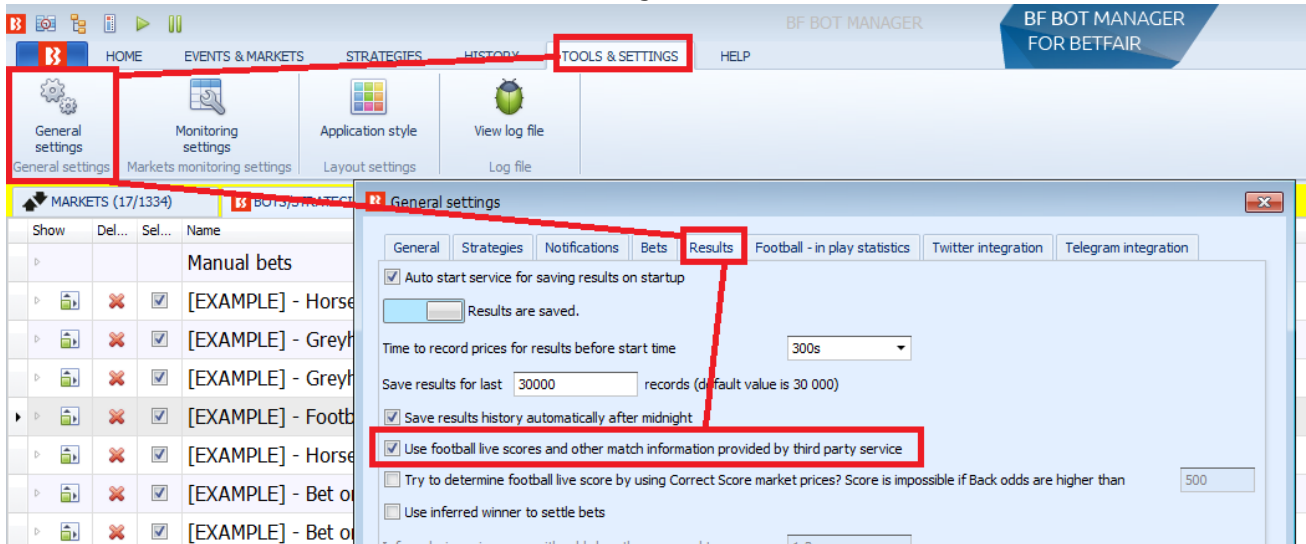 BF BOT MANAGER
BF BOT MANAGER
FOR BETFAIR
HOME EVENTS & MARKETS STRATEGIES HISTORY TOOLS & SETTINGS HELP
General settings
Monitoring settings
Application style
View log file
General settings Markets monitoring settings Layout settings Log file
MARKETS (17/1334)
BOTS/STRATEGI
Show Del... Sel... Name
Manual bets
[EXAMPLE] - Horse
[EXAMPLE] - Greyh
[EXAMPLE] - Greyh
[EXAMPLE] - Footb
[EXAMPLE] - Horse
[EXAMPLE] - Bet o
[EXAMPLE] - Bet o
General settings
General Strategies Notifications Bets Results Football - in play statistics Twitter integration Telegram integration
Auto start service for saving results on startup
Results are saved.
Time to record prices for results before start time 300s
Save results for last 30000 records (default value is 30 000)
Save results history automatically after midnight
Use football live scores and other match information provided by third party service
Try to determine football live score by using Correct Score market prices? Score is impossible if Back odds are higher than 500
Use inferred winner to settle bets